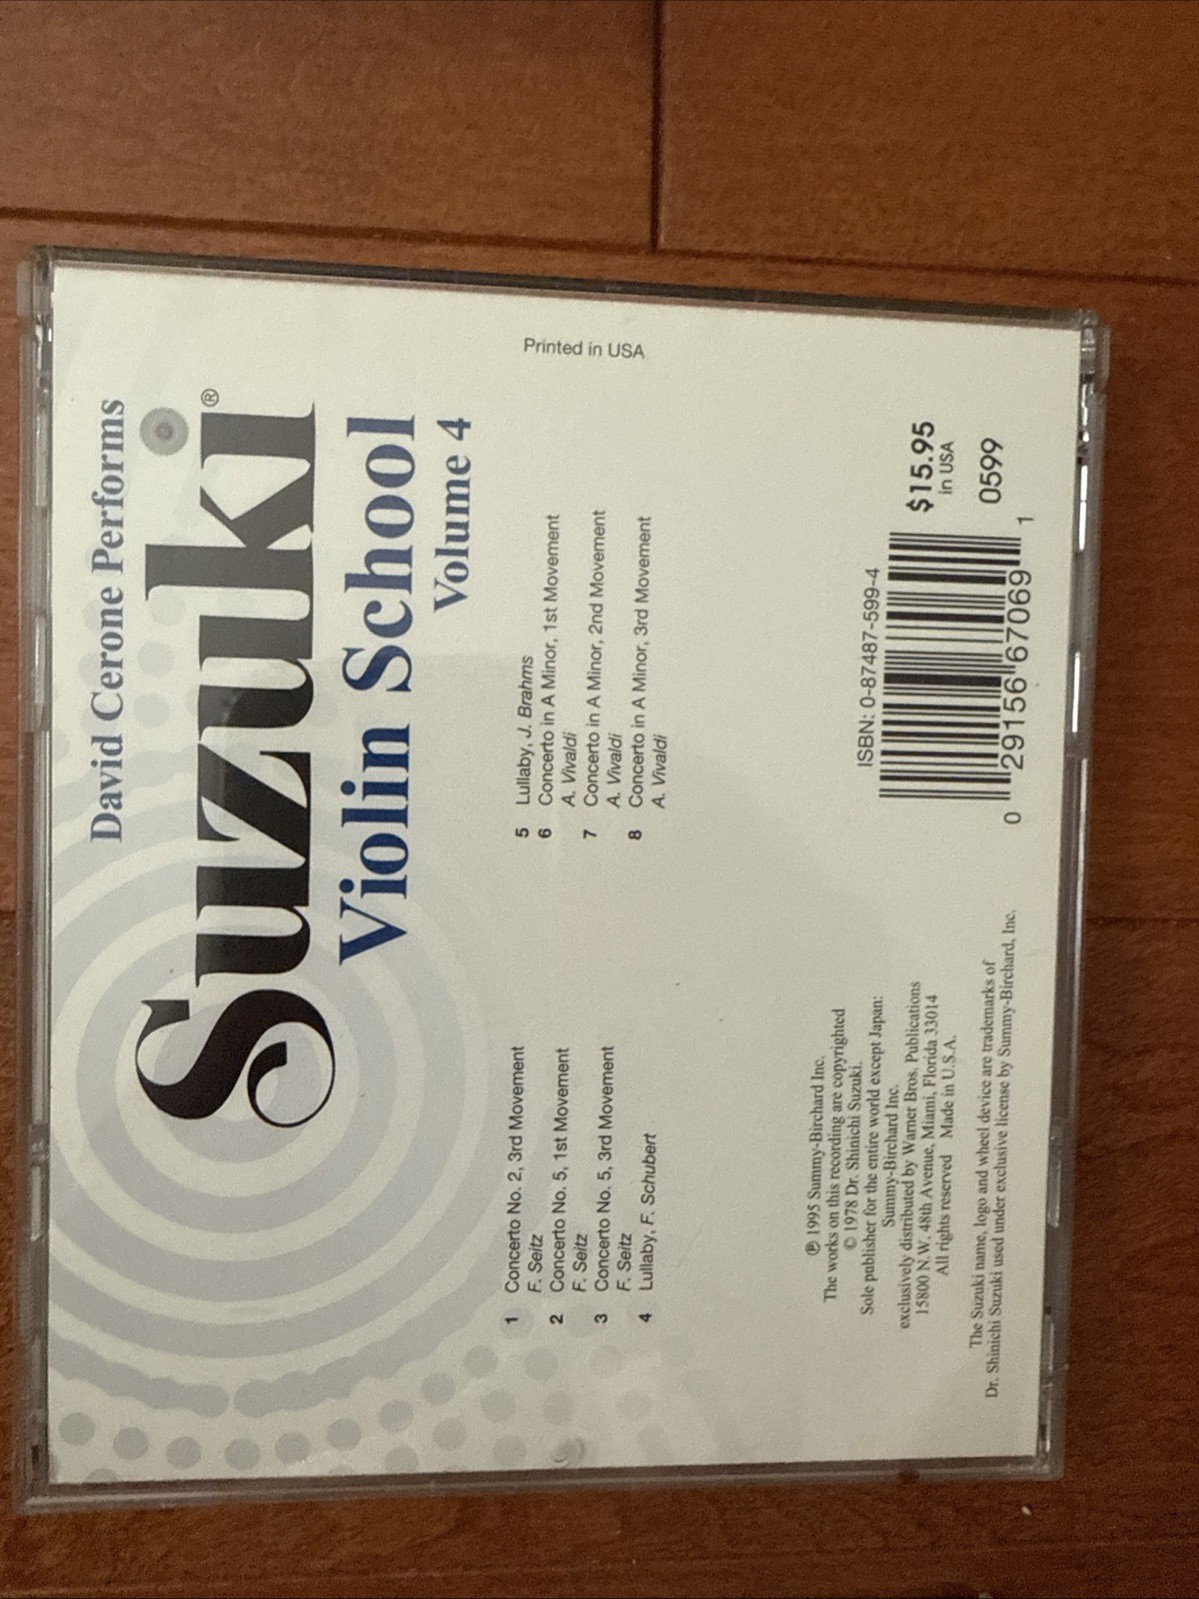 David Cerone Performs
Suzuki®
Violin School
Volume 4
1 Concerto No. 2, 3rd Movement
F. Seitz
2 Concerto No. 5, 1st Movement
F. Seitz
3 Concerto No. 5, 3rd Movement
F. Seitz
4 Lullaby, F. Schubert
5 Lullaby, J. Brahms
6 Concerto in A Minor, 1st Movement
A. Vivaldi
7 Concerto in A Minor, 2nd Movement
A. Vivaldi
8 Concerto in A Minor, 3rd Movement
A. Vivaldi
Printed in USA
℗ 1995 Summy-Birchard Inc.
The works on this recording are copyrighted
© 1978 Dr. Shinichi Suzuki.
Sole publisher for the entire world except Japan:
Summy-Birchard Inc.
exclusively distributed by Warner Bros. Publications
15800 N.W. 48th Avenue, Miami, Florida 33014
All rights reserved Made in U.S.A.
The Suzuki name, logo and wheel device are trademarks of
Dr. Shinichi Suzuki used under exclusive license by Summy-Birchard, Inc.
ISBN: 0-87487-599-4
0 29156 67069 1
$15.95
in USA
0599